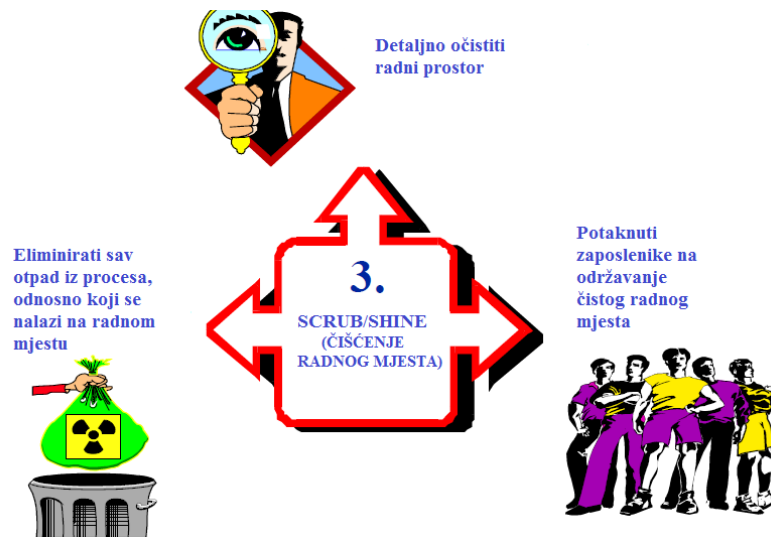 Detaljno očistiti
radni prostor
Eliminirati sav
otpad iz procesa,
odnosno koji se
nalazi na radnom
mjestu
3.
SCRUB/SHINE
(ČIŠĆENJE
RADNOG MJESTA)
Potaknuti
zaposlenike na
održavanje
čistog radnog
mjesta